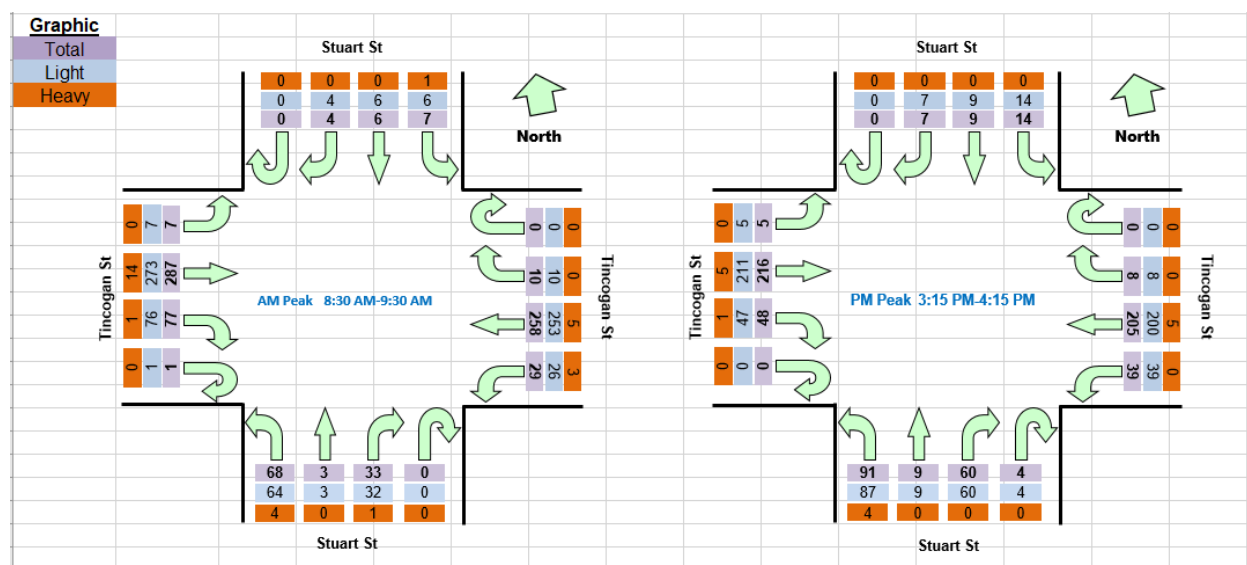 Graphic
Total
Light
Heavy
Stuart St
0 0 0 1
0 4 6 6
0 4 6 7
North
Tincogan St
0 7 7
14 273 287
1 76 77
0 1 1
AM Peak 8:30 AM-9:30 AM
0 0 0
10 10 0
258 253 5
29 26 3
Tincogan St
68 3 33 0
64 3 32 0
4 0 1 0
Stuart St
Stuart St
0 0 0 0
0 7 9 14
0 7 9 14
North
Tincogan St
0 5 5
5 211 216
1 47 48
0 0 0
PM Peak 3:15 PM-4:15 PM
0 0 0
8 8 0
205 200 5
39 39 0
Tincogan St
91 9 60 4
87 9 60 4
4 0 0 0
Stuart St